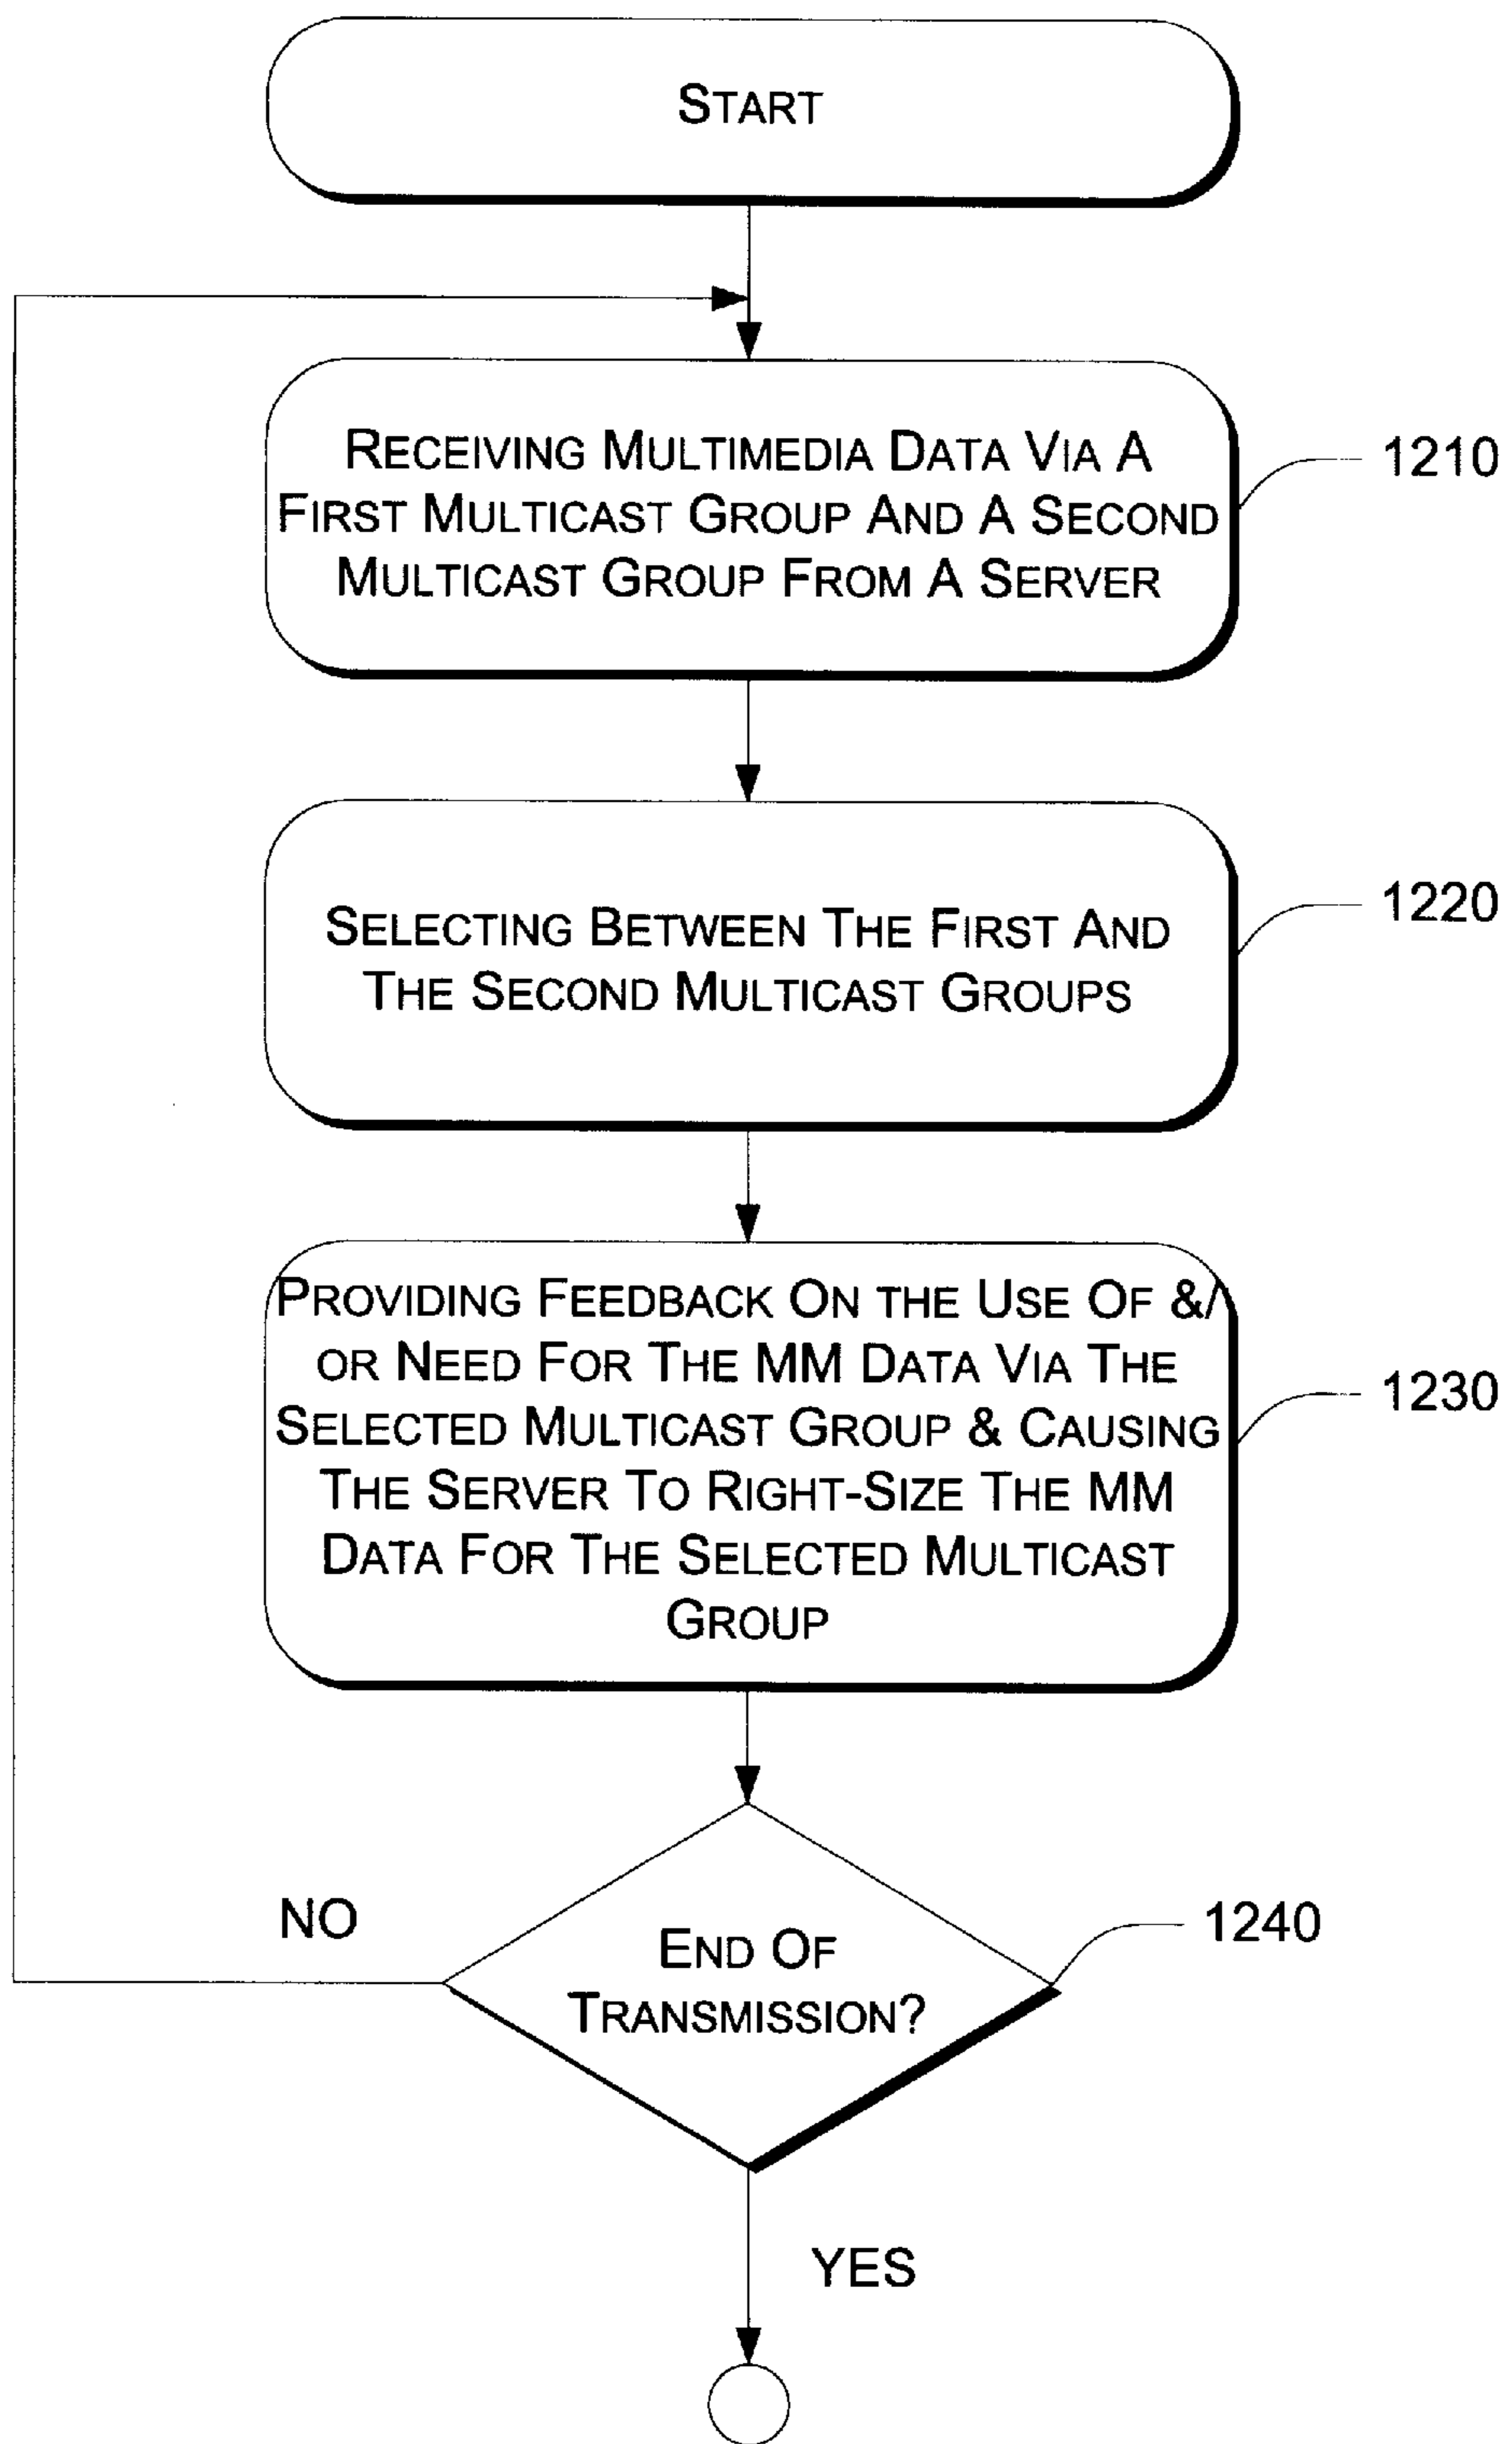 START
RECEIVING MULTIMEDIA DATA VIA A
FIRST MULTICAST GROUP AND A SECOND
MULTICAST GROUP FROM A SERVER
1210
SELECTING BETWEEN THE FIRST AND
THE SECOND MULTICAST GROUPS
1220
PROVIDING FEEDBACK ON THE USE OF &/
OR NEED FOR THE MM DATA VIA THE
SELECTED MULTICAST GROUP & CAUSING
THE SERVER TO RIGHT-SIZE THE MM
DATA FOR THE SELECTED MULTICAST
GROUP
1230
NO
END OF
TRANSMISSION?
1240
YES